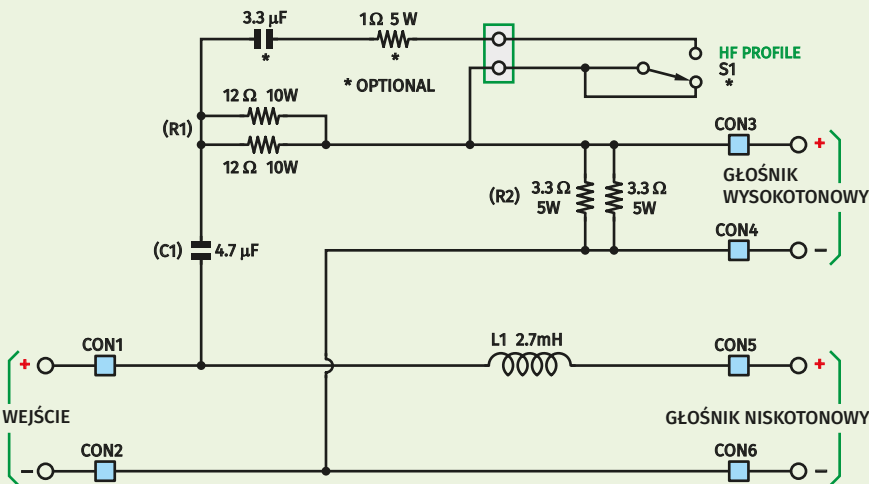 3.3 µF
*
1Ω 5 W
*
* OPTIONAL
HF PROFILE
S1
*
12 Ω 10W
(R1)
12 Ω 10W
CON3
+
GŁOŚNIK
WYSOKOTONOWY
(R2)
3.3 Ω
5W
3.3 Ω
5W
CON4
–
(C1)
4.7 µF
CON1
+
L1 2.7mH
CON5
+
WEJŚCIE
GŁOŚNIK NISKOTONOWY
CON2
–
CON6
–